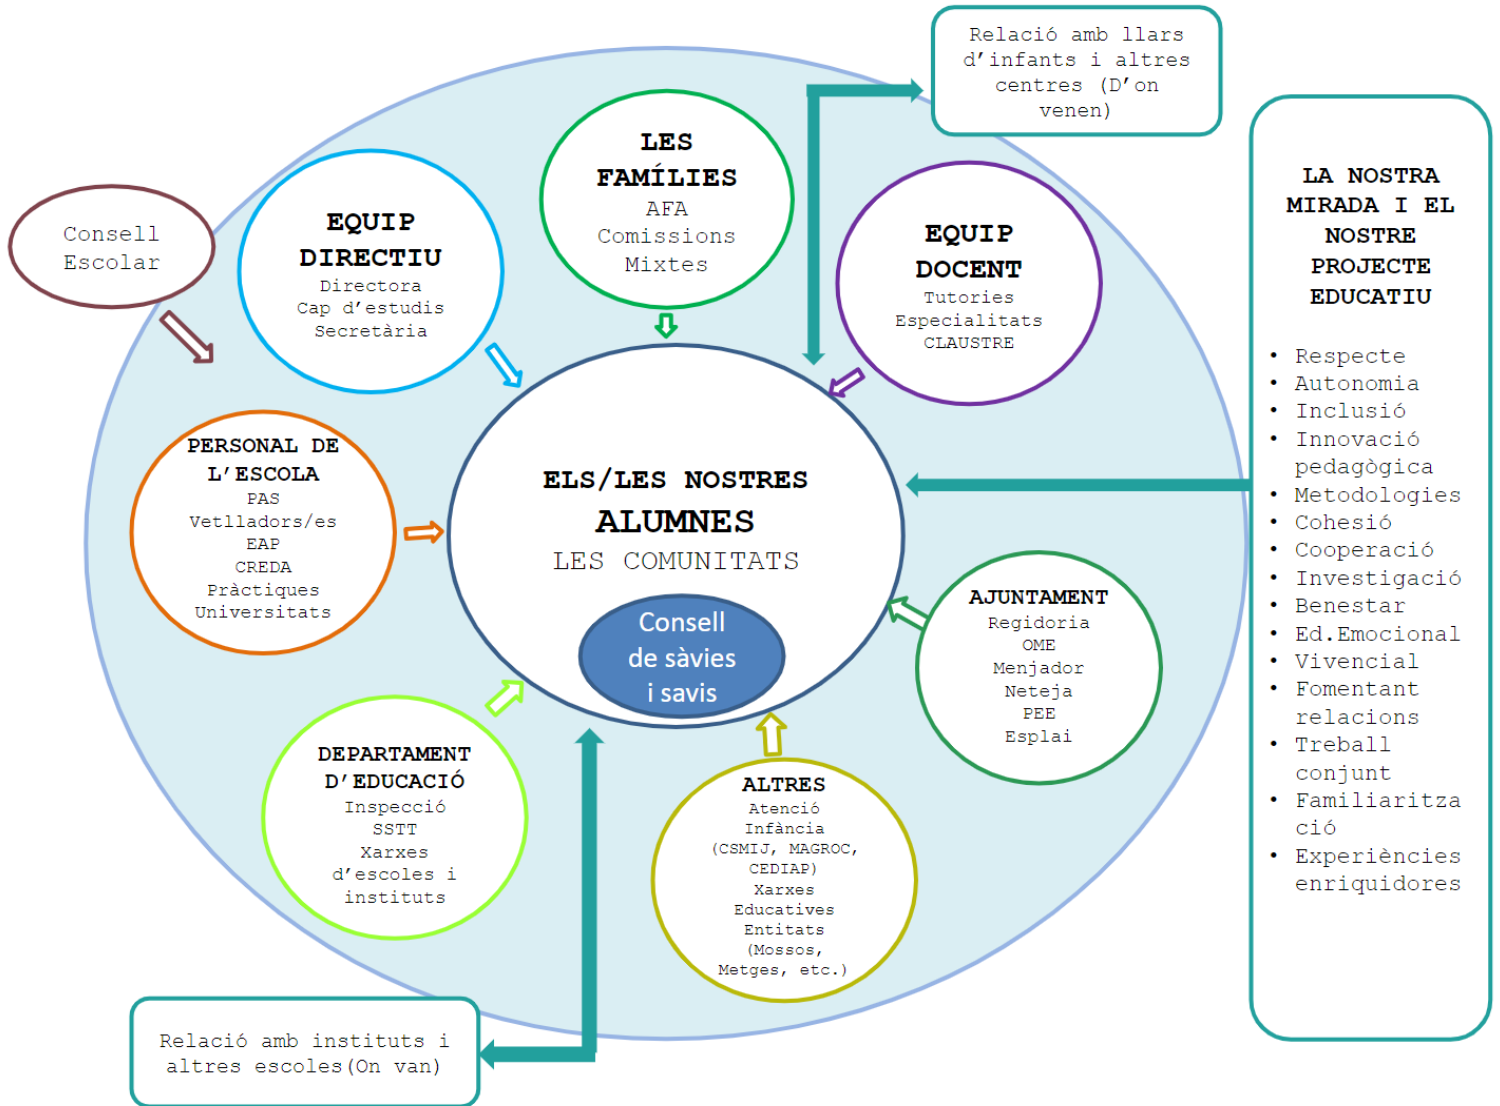 Relació amb llars
d'infants i altres
centres (D'on
venen)
LES
FAMÍLIES
AFA
Comissions
Mixtes
Consell
Escolar
EQUIP
DIRECTIU
Directora
Cap d'estudis
Secretària
EQUIP
DOCENT
Tutories
Especialitats
CLAUSTRE
LA NOSTRA
MIRADA I EL
NOSTRE
PROJECTE
EDUCATIU
• Respecte
• Autonomia
• Inclusió
• Innovació
pedagògica
• Metodologies
• Cohesió
• Cooperació
• Investigació
• Benestar
• Ed.Emocional
• Vivencial
• Fomentant
relacions
• Treball
conjunt
• Familiaritza
ció
• Experiències
enriquidores
PERSONAL DE
L'ESCOLA
PAS
Vetlladors/es
EAP
CREDA
Pràctiques
Universitats
ELS/LES NOSTRES
ALUMNES
LES COMUNITATS
Consell
de sàvies
i savis
AJUNTAMENT
Regidoria
OME
Menjador
Neteja
PEE
Esplai
DEPARTAMENT
D'EDUCACIÓ
Inspecció
SSTT
Xarxes
d'escoles i
instituts
ALTRES
Atenció
Infància
(CSMIJ, MAGROC,
CEDIAP)
Xarxes
Educatives
Entitats
(Mossos,
Metges, etc.)
Relació amb instituts i
altres escoles(On van)